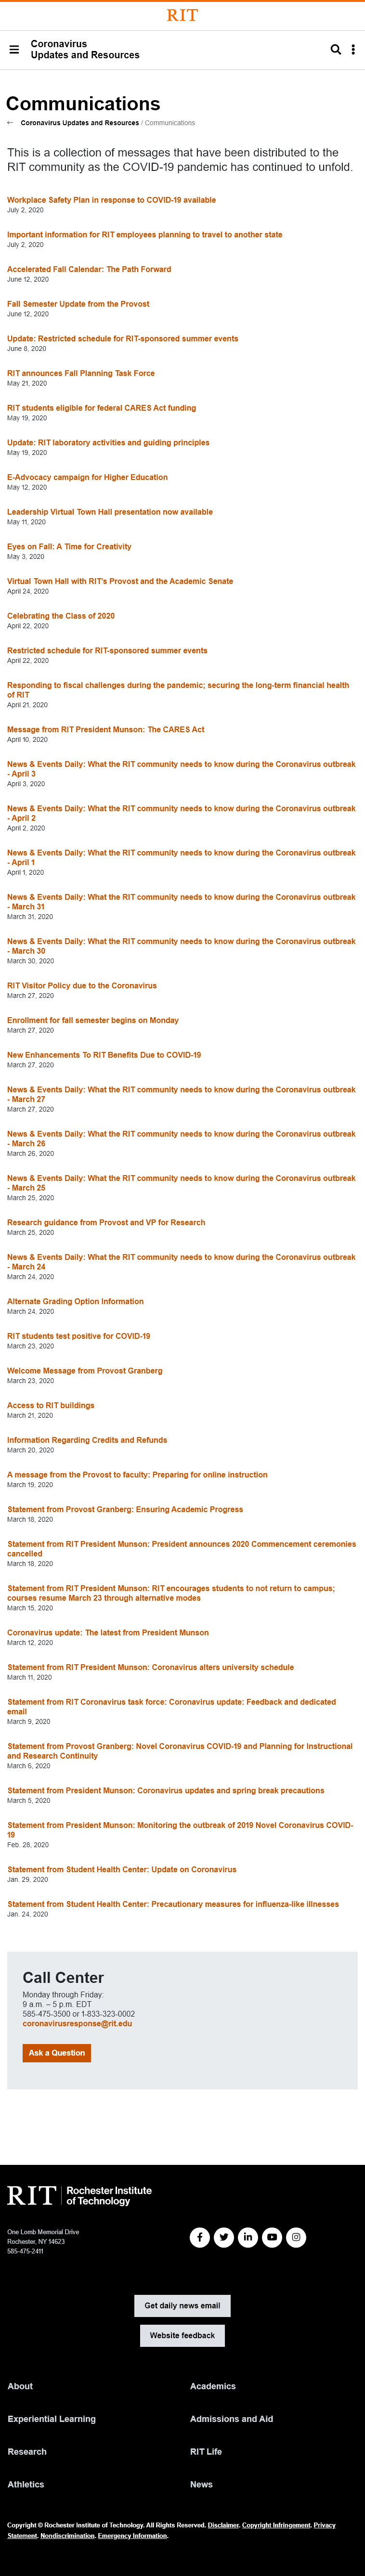 RIT
Coronavirus
Updates and Resources
Communications
← Coronavirus Updates and Resources / Communications
This is a collection of messages that have been distributed to the
RIT community as the COVID-19 pandemic has continued to unfold.
Workplace Safety Plan in response to COVID-19 available
July 2, 2020
Important information for RIT employees planning to travel to another state
July 2, 2020
Accelerated Fall Calendar: The Path Forward
June 12, 2020
Fall Semester Update from the Provost
June 12, 2020
Update: Restricted schedule for RIT-sponsored summer events
June 8, 2020
RIT announces Fall Planning Task Force
May 21, 2020
RIT students eligible for federal CARES Act funding
May 19, 2020
Update: RIT laboratory activities and guiding principles
May 19, 2020
E-Advocacy campaign for Higher Education
May 12, 2020
Leadership Virtual Town Hall presentation now available
May 11, 2020
Eyes on Fall: A Time for Creativity
May 3, 2020
Virtual Town Hall with RIT's Provost and the Academic Senate
April 24, 2020
Celebrating the Class of 2020
April 22, 2020
Restricted schedule for RIT-sponsored summer events
April 22, 2020
Responding to fiscal challenges during the pandemic; securing the long-term financial health
of RIT
April 21, 2020
Message from RIT President Munson: The CARES Act
April 10, 2020
News & Events Daily: What the RIT community needs to know during the Coronavirus outbreak
- April 3
April 3, 2020
News & Events Daily: What the RIT community needs to know during the Coronavirus outbreak
- April 2
April 2, 2020
News & Events Daily: What the RIT community needs to know during the Coronavirus outbreak
- April 1
April 1, 2020
News & Events Daily: What the RIT community needs to know during the Coronavirus outbreak
- March 31
March 31, 2020
News & Events Daily: What the RIT community needs to know during the Coronavirus outbreak
- March 30
March 30, 2020
RIT Visitor Policy due to the Coronavirus
March 27, 2020
Enrollment for fall semester begins on Monday
March 27, 2020
New Enhancements To RIT Benefits Due to COVID-19
March 27, 2020
News & Events Daily: What the RIT community needs to know during the Coronavirus outbreak
- March 27
March 27, 2020
News & Events Daily: What the RIT community needs to know during the Coronavirus outbreak
- March 26
March 26, 2020
News & Events Daily: What the RIT community needs to know during the Coronavirus outbreak
- March 25
March 25, 2020
Research guidance from Provost and VP for Research
March 25, 2020
News & Events Daily: What the RIT community needs to know during the Coronavirus outbreak
- March 24
March 24, 2020
Alternate Grading Option Information
March 24, 2020
RIT students test positive for COVID-19
March 23, 2020
Welcome Message from Provost Granberg
March 23, 2020
Access to RIT buildings
March 21, 2020
Information Regarding Credits and Refunds
March 20, 2020
A message from the Provost to faculty: Preparing for online instruction
March 19, 2020
Statement from Provost Granberg: Ensuring Academic Progress
March 18, 2020
Statement from RIT President Munson: President announces 2020 Commencement ceremonies
cancelled
March 18, 2020
Statement from RIT President Munson: RIT encourages students to not return to campus;
courses resume March 23 through alternative modes
March 15, 2020
Coronavirus update: The latest from President Munson
March 12, 2020
Statement from RIT President Munson: Coronavirus alters university schedule
March 11, 2020
Statement from RIT Coronavirus task force: Coronavirus update: Feedback and dedicated
email
March 9, 2020
Statement from Provost Granberg: Novel Coronavirus COVID-19 and Planning for Instructional
and Research Continuity
March 6, 2020
Statement from President Munson: Coronavirus updates and spring break precautions
March 5, 2020
Statement from President Munson: Monitoring the outbreak of 2019 Novel Coronavirus COVID-
19
Feb. 28, 2020
Statement from Student Health Center: Update on Coronavirus
Jan. 29, 2020
Statement from Student Health Center: Precautionary measures for influenza-like illnesses
Jan. 24, 2020
Call Center
Monday through Friday:
9 a.m. – 5 p.m. EDT
585-475-3500 or 1-833-323-0002
coronavirusresponse@rit.edu
Ask a Question
RIT
Rochester Institute
of Technology
One Lomb Memorial Drive
Rochester, NY 14623
585-475-2411
Get daily news email
Website feedback
About
Academics
Experiential Learning
Admissions and Aid
Research
RIT Life
Athletics
News
Copyright © Rochester Institute of Technology. All Rights Reserved. Disclaimer. Copyright Infringement. Privacy
Statement. Nondiscrimination. Emergency Information.